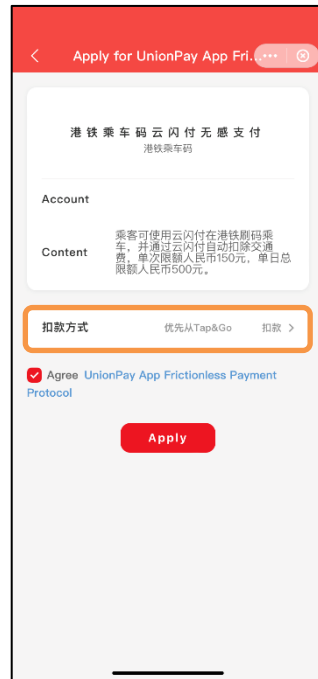 Apply for UnionPay App Fri...
港铁乘车码云闪付无感支付
港铁乘车码
Account
Content
乘客可使用云闪付在港铁刷码乘
车，并通过云闪付自动扣除交通
费，单次限额人民币150元，单日总
限额人民币500元。
扣款方式 优先从Tap&Go 扣款
Agree UnionPay App Frictionless Payment
Protocol
Apply